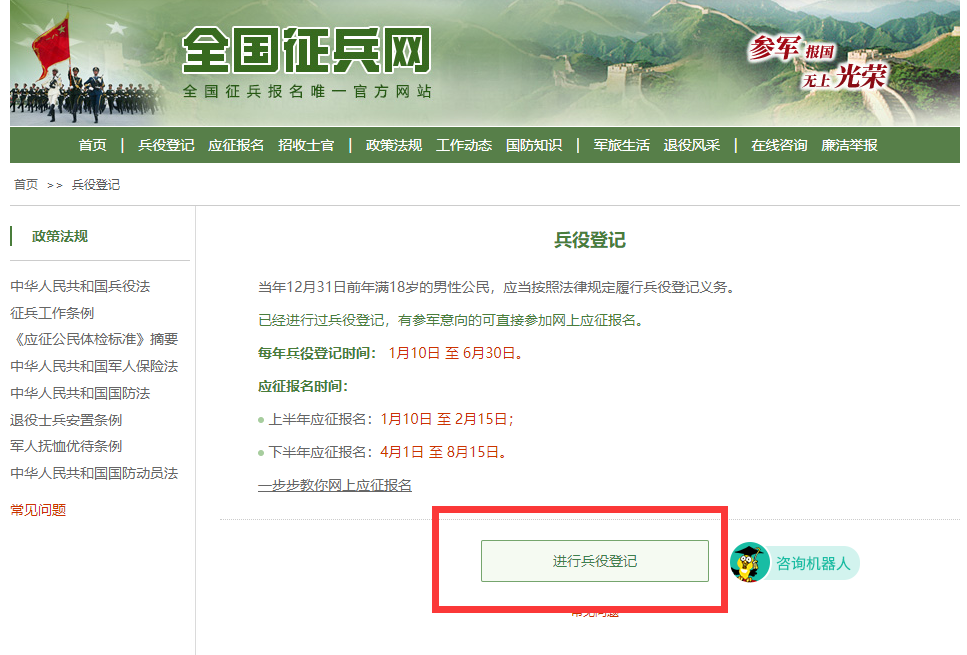 全国征兵网
全国征兵报名唯一官方网站
参军 报国
无上 光荣
首页 | 兵役登记 应征报名 招收士官 | 政策法规 工作动态 国防知识 | 军旅生活 退役风采 | 在线咨询 廉洁举报
首页 >> 兵役登记
政策法规
中华人民共和国兵役法
征兵工作条例
《应征公民体检标准》摘要
中华人民共和国军人保险法
中华人民共和国国防法
退役士兵安置条例
军人抚恤优待条例
中华人民共和国国防动员法
常见问题
兵役登记
当年12月31日前年满18岁的男性公民，应当按照法律规定履行兵役登记义务。
已经进行过兵役登记，有参军意向的可直接参加网上应征报名。
每年兵役登记时间： 1月10日 至 6月30日。
应征报名时间：
上半年应征报名：1月10日 至 2月15日；
下半年应征报名：4月1日 至 8月15日。
一步步教你网上应征报名
进行兵役登记
咨询机器人
常见问题